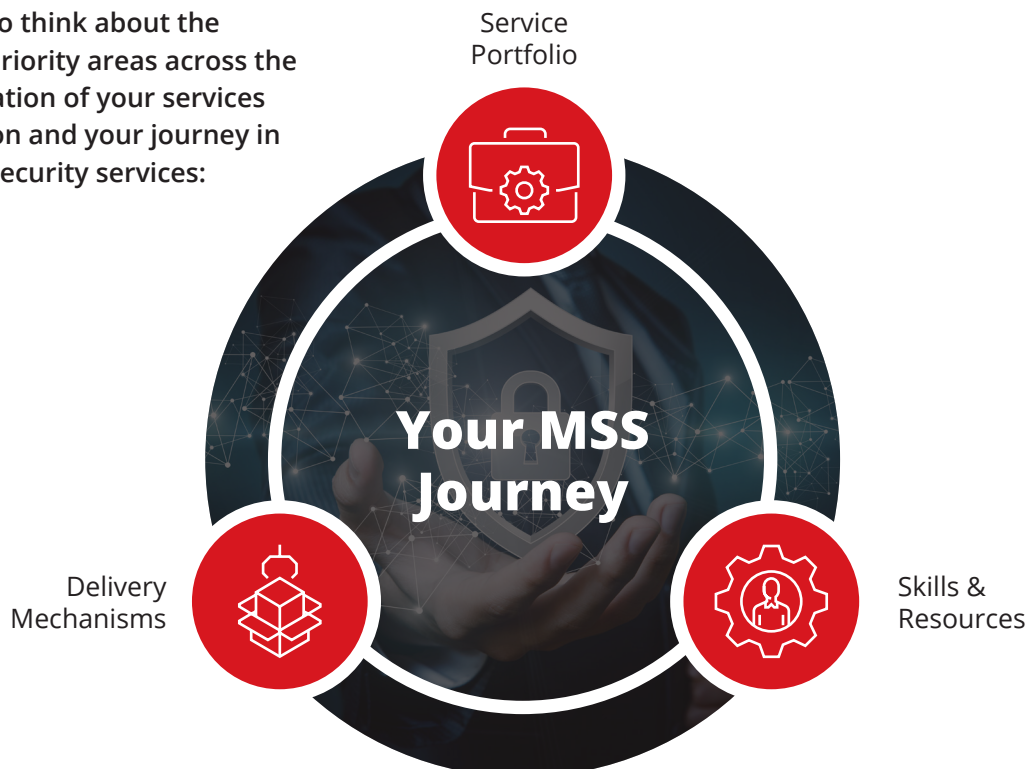 o think about the
riority areas across the
ation of your services
on and your journey in
ecurity services:
Service
Portfolio
Your MSS
Journey
Delivery
Mechanisms
Skills &
Resources